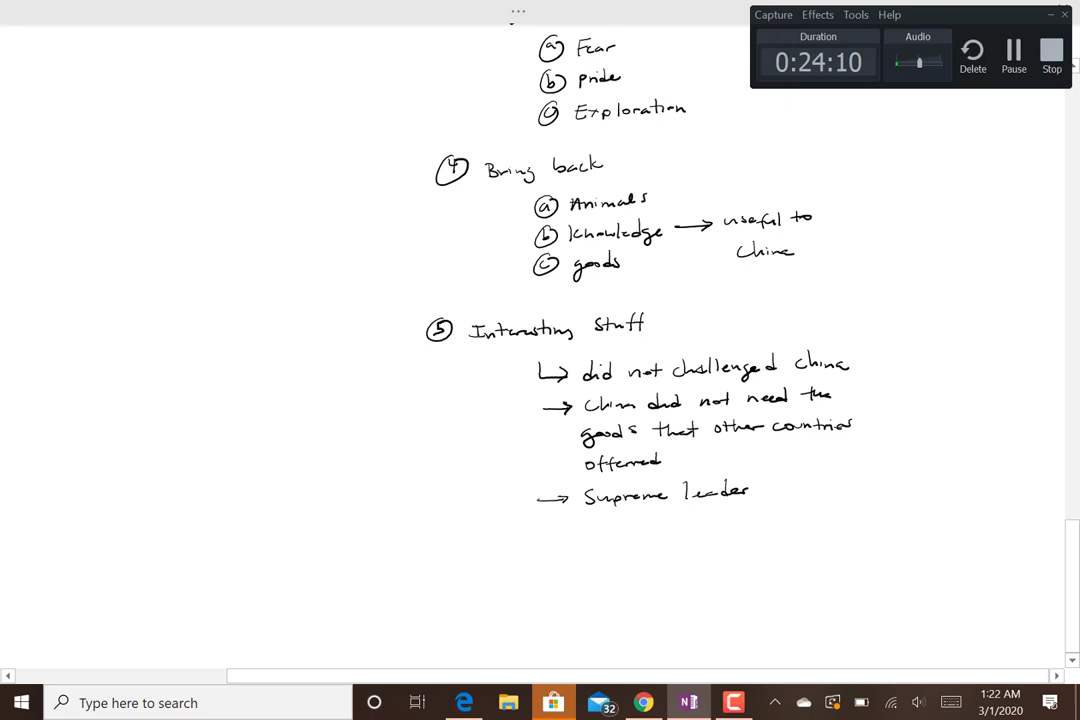 Capture Effects Tools Help
Duration
Audio
0:24:10
Delete Pause Stop
(a) Fear
(b) pride
(c) Exploration
(4) Bring back
(a) Animals
(b) knowledge → useful to
china
(c) goods
(5) Interesting stuff
↳ did not challenged china
→ China did not need the
goods that other countries
offerred
→ Supreme leader
Type here to search
32
N
1:22 AM
3/1/2020